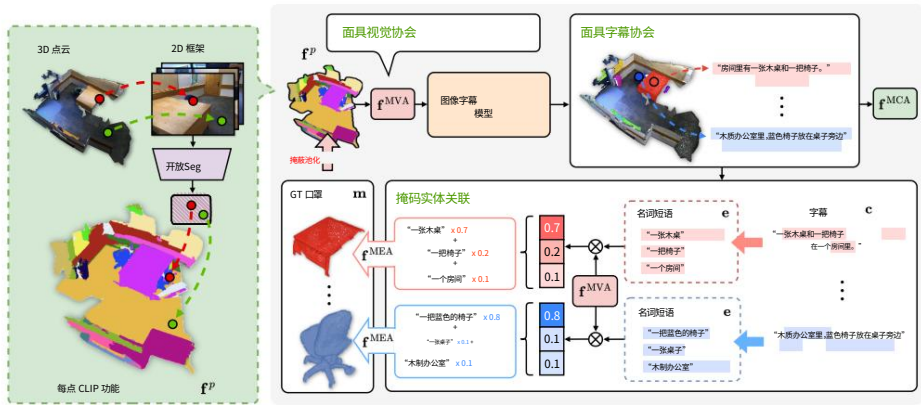 3D 点云
2D 框架
开放Seg
每点 CLIP 功能
f^p
f^p
面具视觉协会
掩蔽池化
f^MVA
图像字幕
模型
面具字幕协会
“房间里有一张木桌和一把椅子。”
“木质办公室里,蓝色椅子放在桌子旁边”
f^MCA
GT 口罩
m
掩码实体关联
f^MEA
“一张木桌” x 0.7
+
“一把椅子” x 0.2
+
“一个房间” x 0.1
0.7
0.2
0.1
名词短语
e
“一张木桌”
“一把椅子”
“一个房间”
字幕
c
“一张木桌和一把椅子
在一个房间里。”
f^MVA
f^MEA
“一把蓝色的椅子” x 0.8
+
“一张桌子” x 0.1 +
“木制办公室” x 0.1
0.8
0.1
0.1
名词短语
e
“一把蓝色的椅子”
“一张桌子”
“木制办公室”
“木质办公室里,蓝色椅子放在桌子旁边”